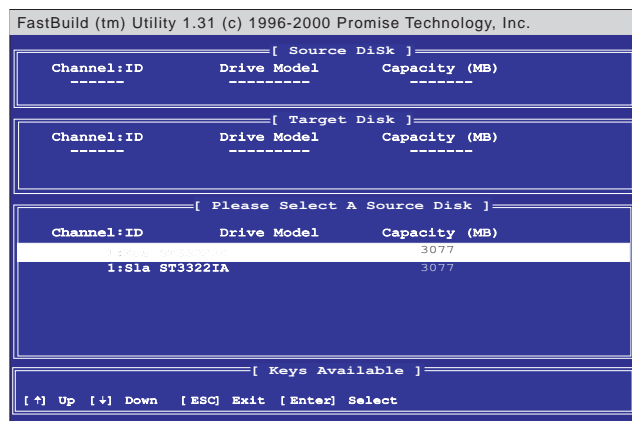 FastBuild (tm) Utility 1.31 (c) 1996-2000 Promise Technology, Inc.
[ Source DiSk ]
Channel:ID Drive Model Capacity (MB)
------ --------- -------
[ Target Disk ]
Channel:ID Drive Model Capacity (MB)
------ --------- -------
[ Please Select A Source Disk ]
Channel:ID Drive Model Capacity (MB)
3077
1:Sla ST3322IA 3077
[ Keys Available ]
[↑] Up [↓] Down [ESC] Exit [Enter] Select